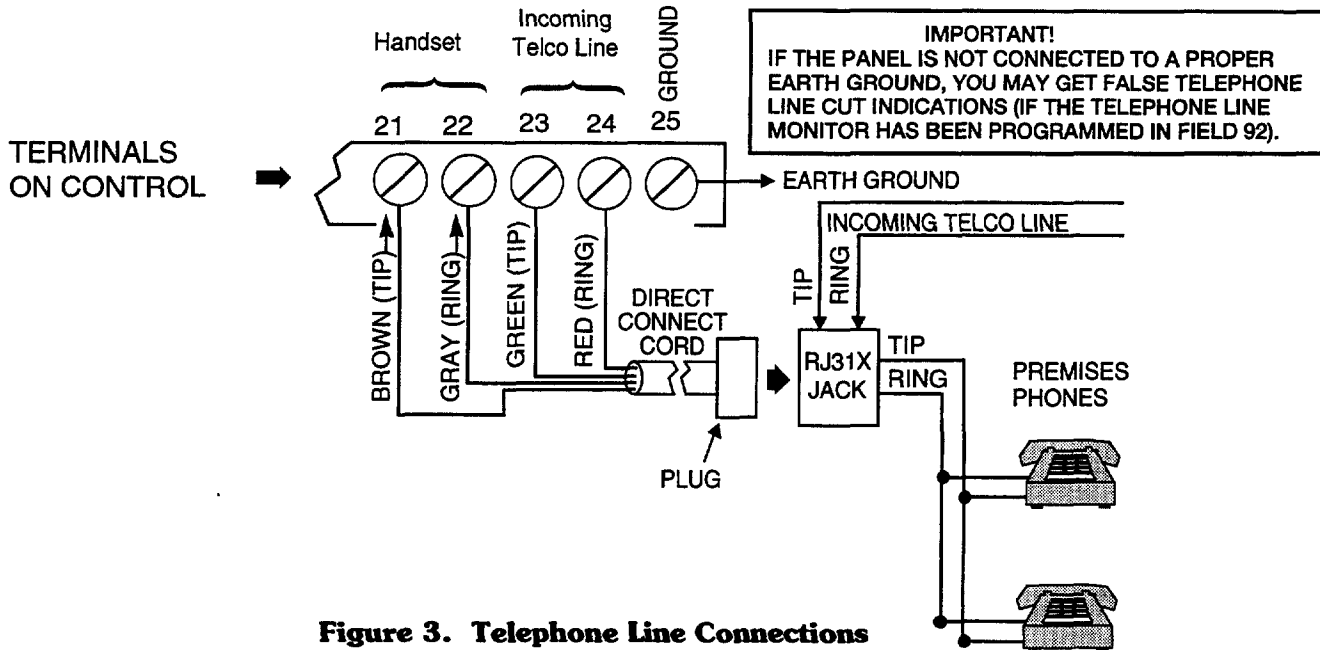 Handset
Incoming
Telco Line
GROUND
IMPORTANT!
IF THE PANEL IS NOT CONNECTED TO A PROPER
EARTH GROUND, YOU MAY GET FALSE TELEPHONE
LINE CUT INDICATIONS (IF THE TELEPHONE LINE
MONITOR HAS BEEN PROGRAMMED IN FIELD 92).
21 22 23 24 25
TERMINALS
ON CONTROL
EARTH GROUND
INCOMING TELCO LINE
BROWN (TIP)
GRAY (RING)
GREEN (TIP)
RED (RING)
DIRECT
CONNECT
CORD
TIP
RING
RJ31X
JACK
TIP
RING
PREMISES
PHONES
PLUG
Figure 3. Telephone Line Connections